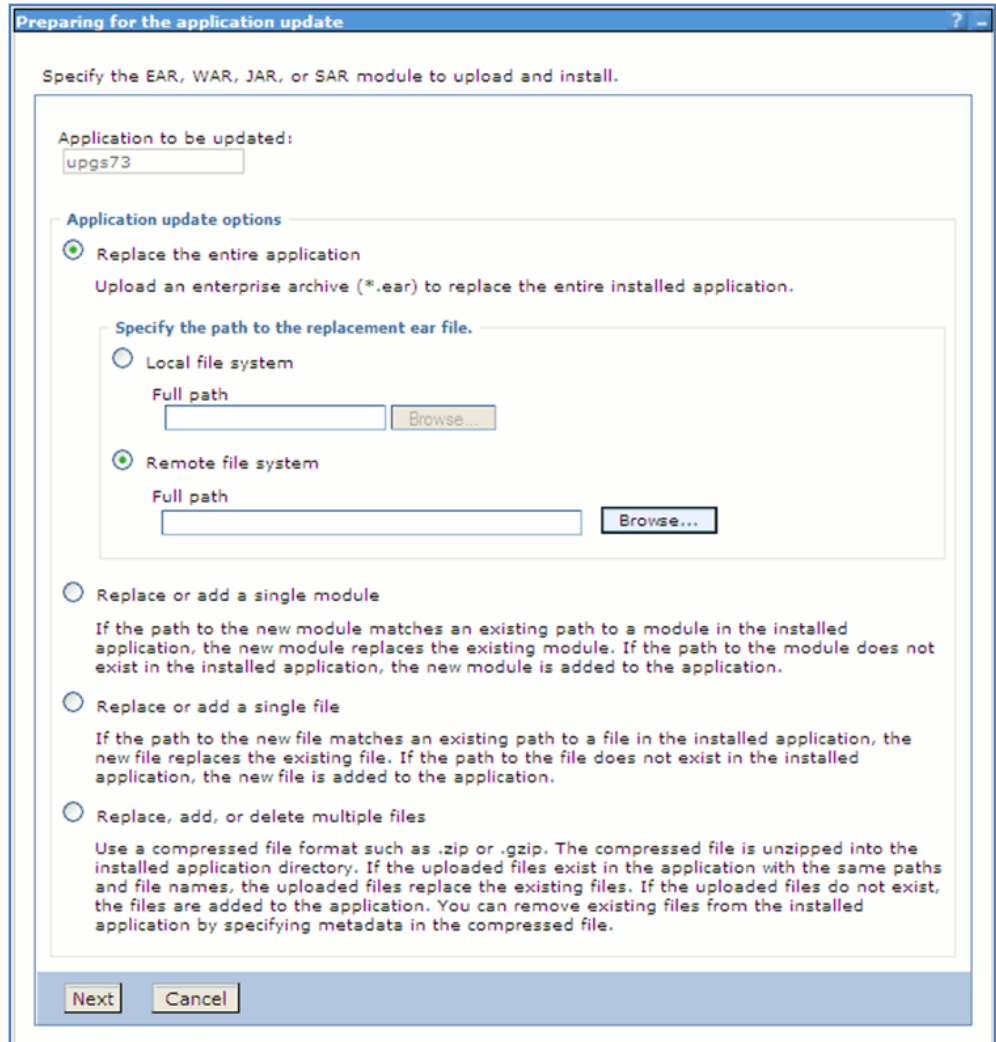 Preparing for the application update ? –
Specify the EAR, WAR, JAR, or SAR module to upload and install.
Application to be updated:
upgs73
Application update options
Replace the entire application
Upload an enterprise archive (*.ear) to replace the entire installed application.
Specify the path to the replacement ear file.
Local file system
Full path
Browse...
Remote file system
Full path
Browse...
Replace or add a single module
If the path to the new module matches an existing path to a module in the installed
application, the new module replaces the existing module. If the path to the module does not
exist in the installed application, the new module is added to the application.
Replace or add a single file
If the path to the new file matches an existing path to a file in the installed application, the
new file replaces the existing file. If the path to the file does not exist in the installed
application, the new file is added to the application.
Replace, add, or delete multiple files
Use a compressed file format such as .zip or .gzip. The compressed file is unzipped into the
installed application directory. If the uploaded files exist in the application with the same paths
and file names, the uploaded files replace the existing files. If the uploaded files do not exist,
the files are added to the application. You can remove existing files from the installed
application by specifying metadata in the compressed file.
Next Cancel